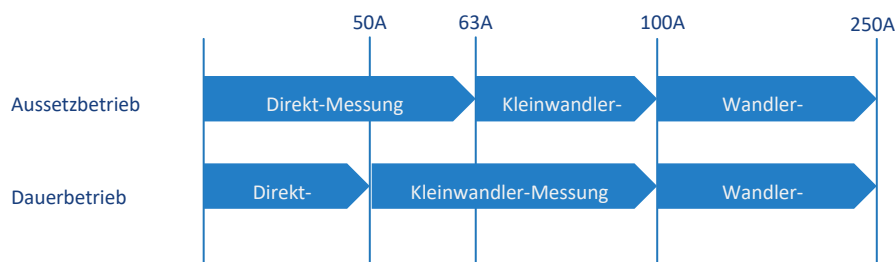 50A 63A 100A 250A
Aussetzbetrieb Direkt-Messung Kleinwandler- Wandler-
Dauerbetrieb Direkt- Kleinwandler-Messung Wandler-